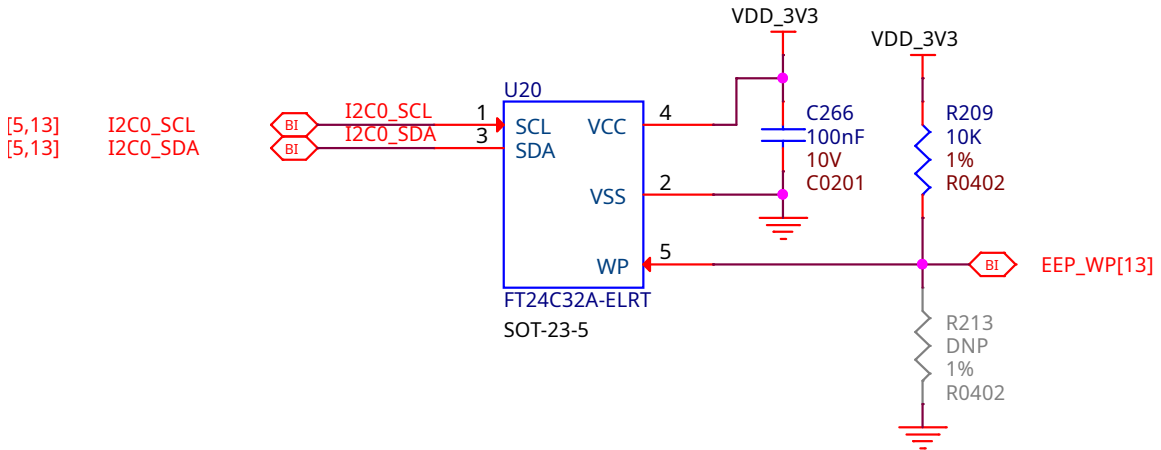 VDD_3V3
VDD_3V3
U20
[5,13] I2C0_SCL BI I2C0_SCL 1 SCL VCC 4
[5,13] I2C0_SDA BI I2C0_SDA 3 SDA
VSS 2
WP 5
FT24C32A-ELRT
SOT-23-5
C266
100nF
10V
C0201
R209
10K
1%
R0402
BI EEP_WP[13]
R213
DNP
1%
R0402